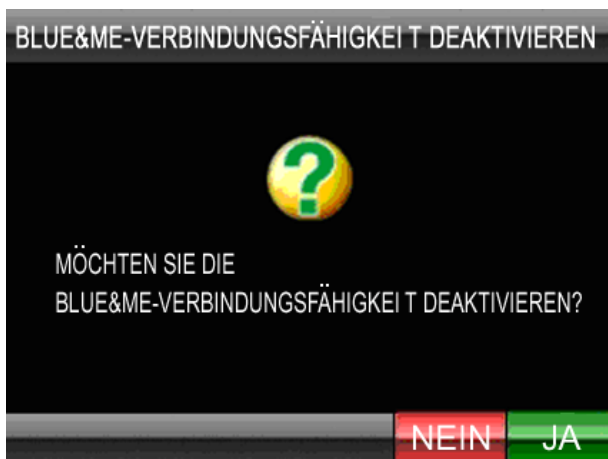 BLUE&ME-VERBINDUNGSFÄHIGKEI T DEAKTIVIEREN
?
MÖCHTEN SIE DIE
BLUE&ME-VERBINDUNGSFÄHIGKEI T DEAKTIVIEREN?
NEIN JA